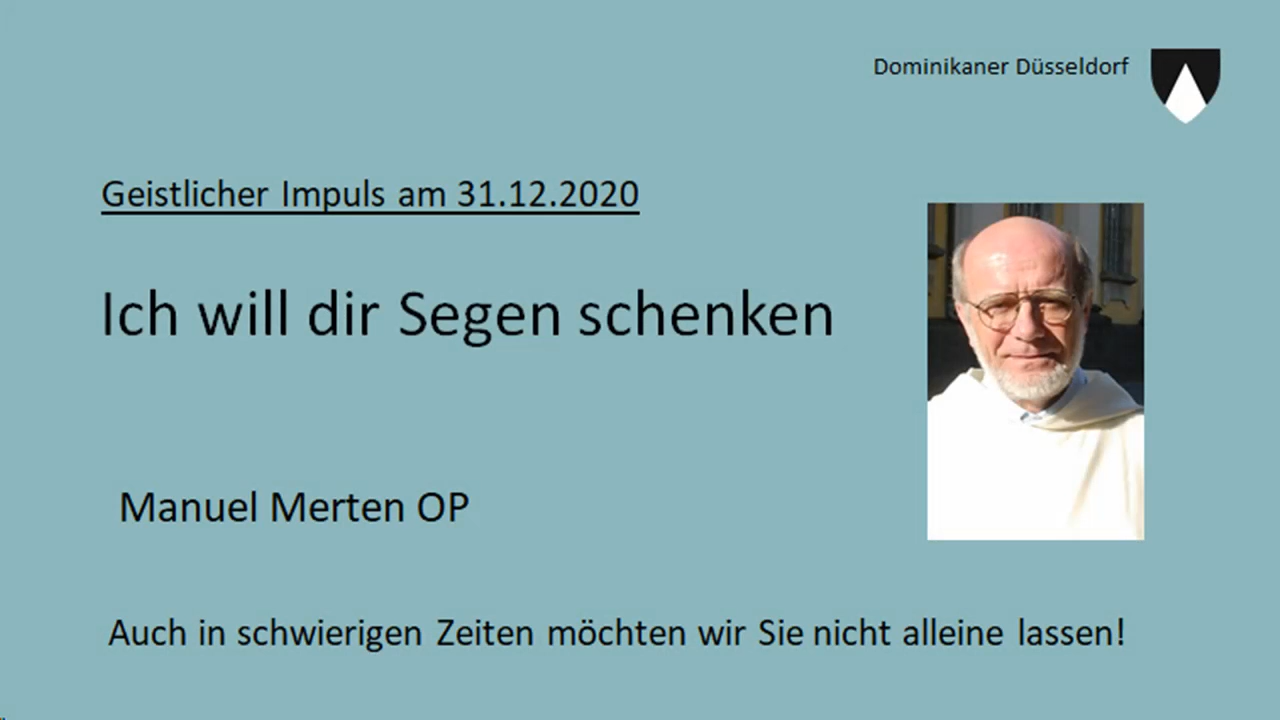 Dominikaner Düsseldorf
Geistlicher Impuls am 31.12.2020
Ich will dir Segen schenken
Manuel Merten OP
Auch in schwierigen Zeiten möchten wir Sie nicht alleine lassen!